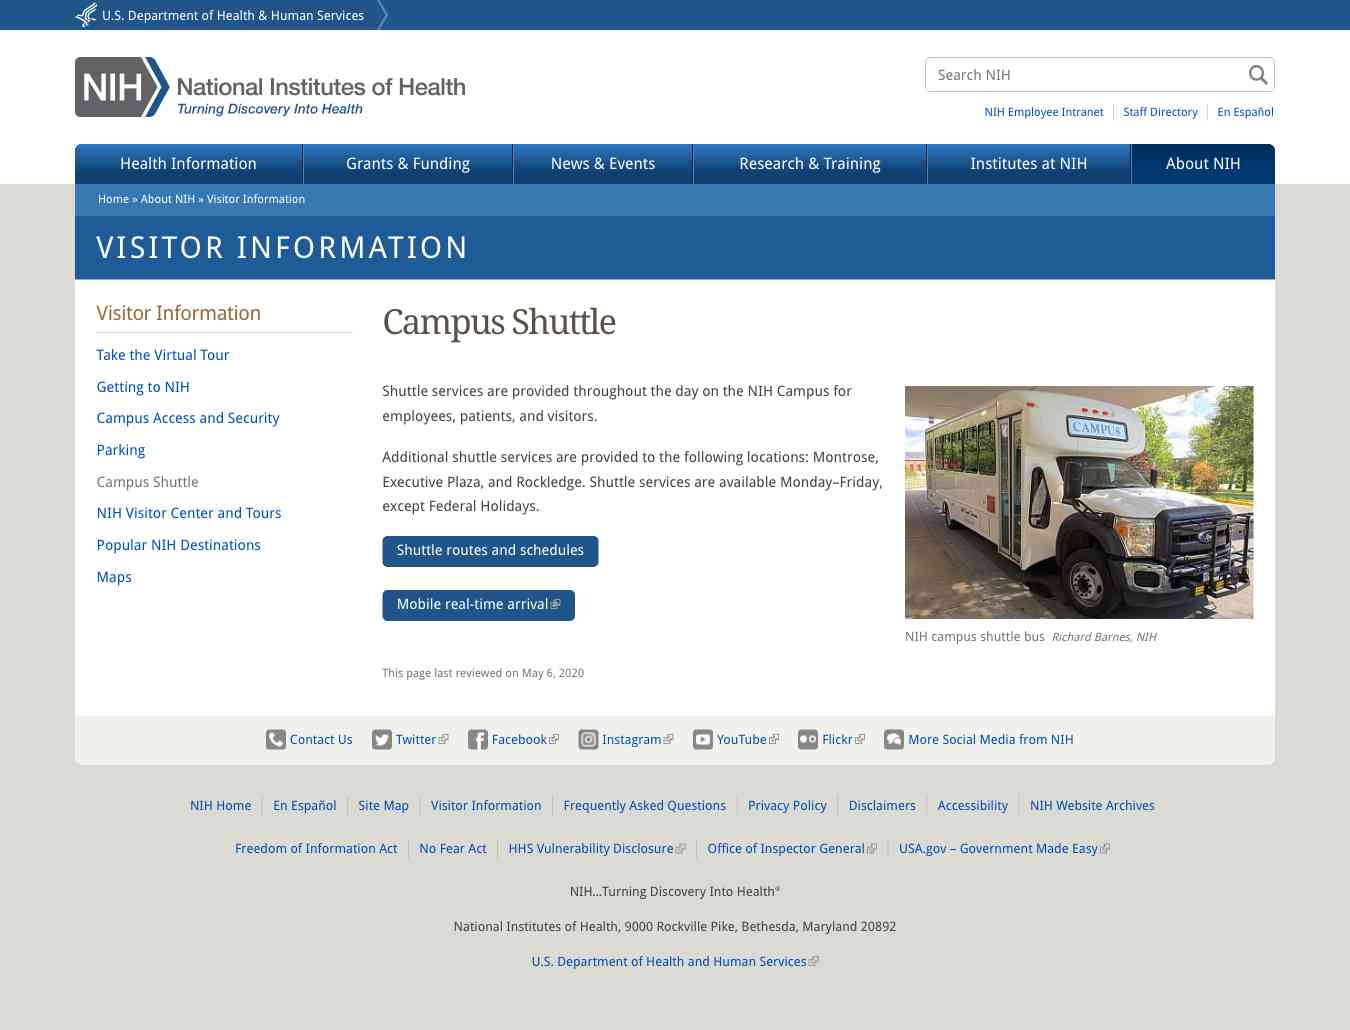 U.S. Department of Health & Human Services
NIH National Institutes of Health
Turning Discovery Into Health
Search NIH
NIH Employee Intranet Staff Directory En Español
Health Information Grants & Funding News & Events Research & Training Institutes at NIH About NIH
Home » About NIH » Visitor Information
VISITOR INFORMATION
Visitor Information
Take the Virtual Tour
Getting to NIH
Campus Access and Security
Parking
Campus Shuttle
NIH Visitor Center and Tours
Popular NIH Destinations
Maps
Campus Shuttle
Shuttle services are provided throughout the day on the NIH Campus for
employees, patients, and visitors.
Additional shuttle services are provided to the following locations: Montrose,
Executive Plaza, and Rockledge. Shuttle services are available Monday–Friday,
except Federal Holidays.
Shuttle routes and schedules
Mobile real-time arrival
CAMPUS
NIH campus shuttle bus Richard Barnes, NIH
This page last reviewed on May 6, 2020
Contact Us Twitter Facebook Instagram YouTube Flickr More Social Media from NIH
NIH Home En Español Site Map Visitor Information Frequently Asked Questions Privacy Policy Disclaimers Accessibility NIH Website Archives
Freedom of Information Act No Fear Act HHS Vulnerability Disclosure Office of Inspector General USA.gov – Government Made Easy
NIH…Turning Discovery Into Health®
National Institutes of Health, 9000 Rockville Pike, Bethesda, Maryland 20892
U.S. Department of Health and Human Services